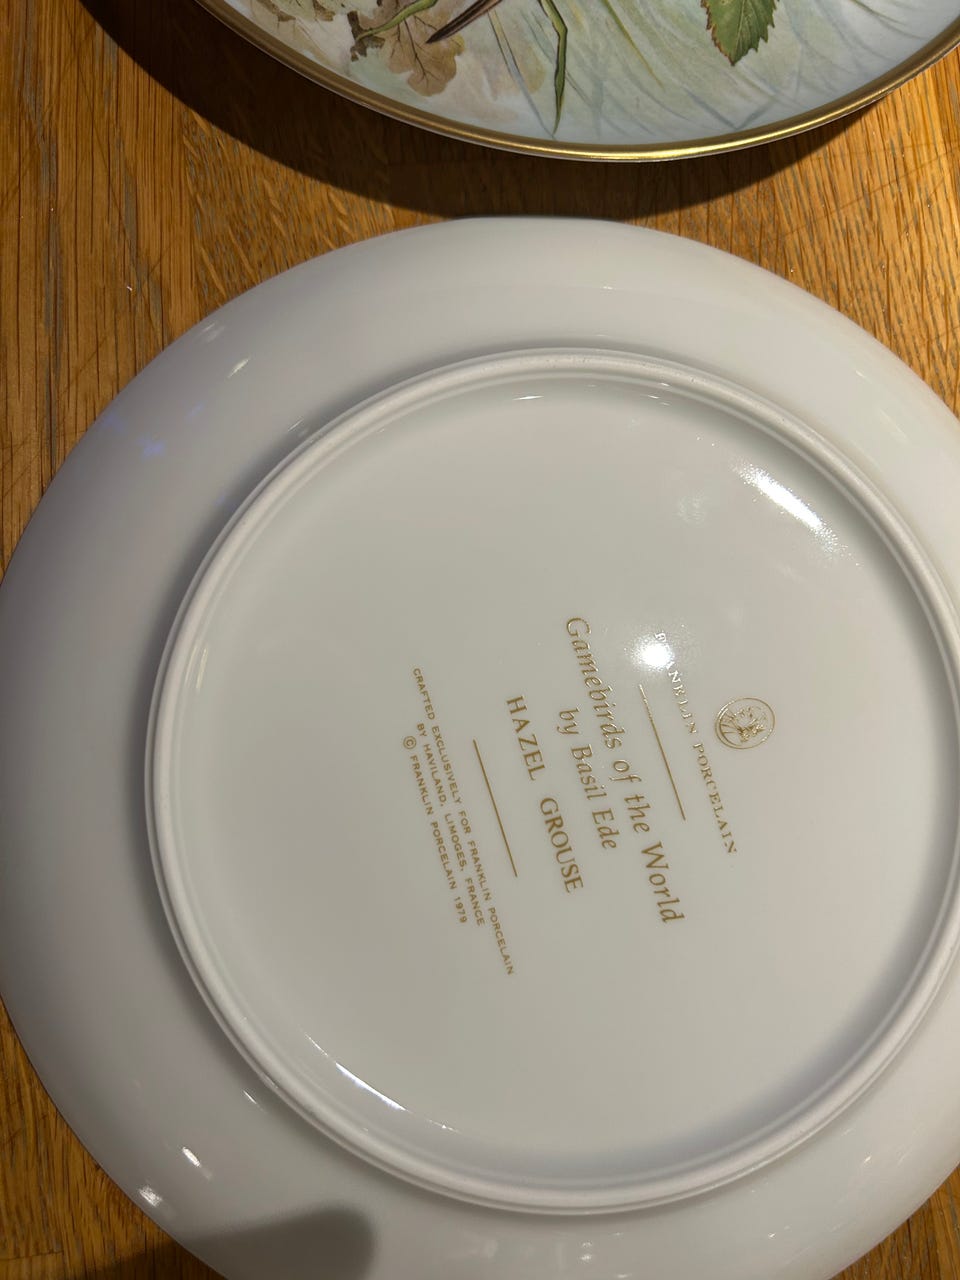 FRANKLIN PORCELAIN
Gamebirds of the World
by Basil Ede
HAZEL GROUSE
CRAFTED EXCLUSIVELY FOR FRANKLIN PORCELAIN
BY HAVILAND, LIMOGES, FRANCE
© FRANKLIN PORCELAIN 1979